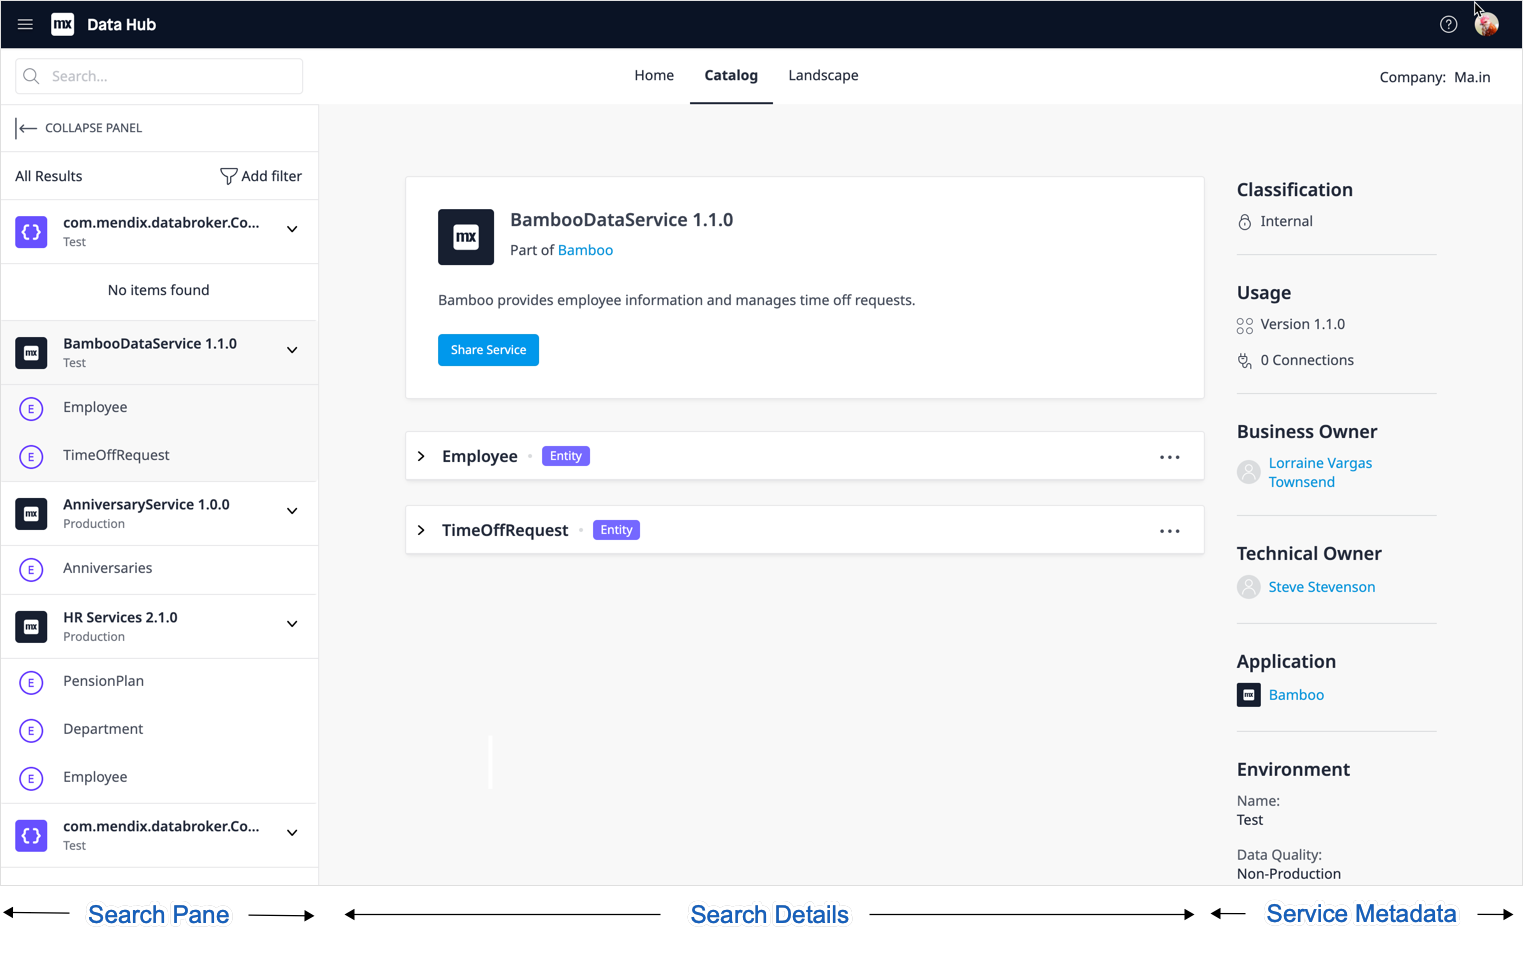 mx Data Hub
Search...
Home Catalog Landscape
Company: Ma.in
COLLAPSE PANEL
All Results Add filter
com.mendix.databroker.Co...
Test
No items found
BambooDataService 1.1.0
Test
E Employee
E TimeOffRequest
AnniversaryService 1.0.0
Production
E Anniversaries
HR Services 2.1.0
Production
E PensionPlan
E Department
E Employee
com.mendix.databroker.Co...
Test
mx
BambooDataService 1.1.0
Part of Bamboo
Bamboo provides employee information and manages time off requests.
Share Service
Employee Entity
TimeOffRequest Entity
Classification
Internal
Usage
Version 1.1.0
0 Connections
Business Owner
Lorraine Vargas
Townsend
Technical Owner
Steve Stevenson
Application
mx Bamboo
Environment
Name:
Test
Data Quality:
Non-Production
Search Pane Search Details Service Metadata